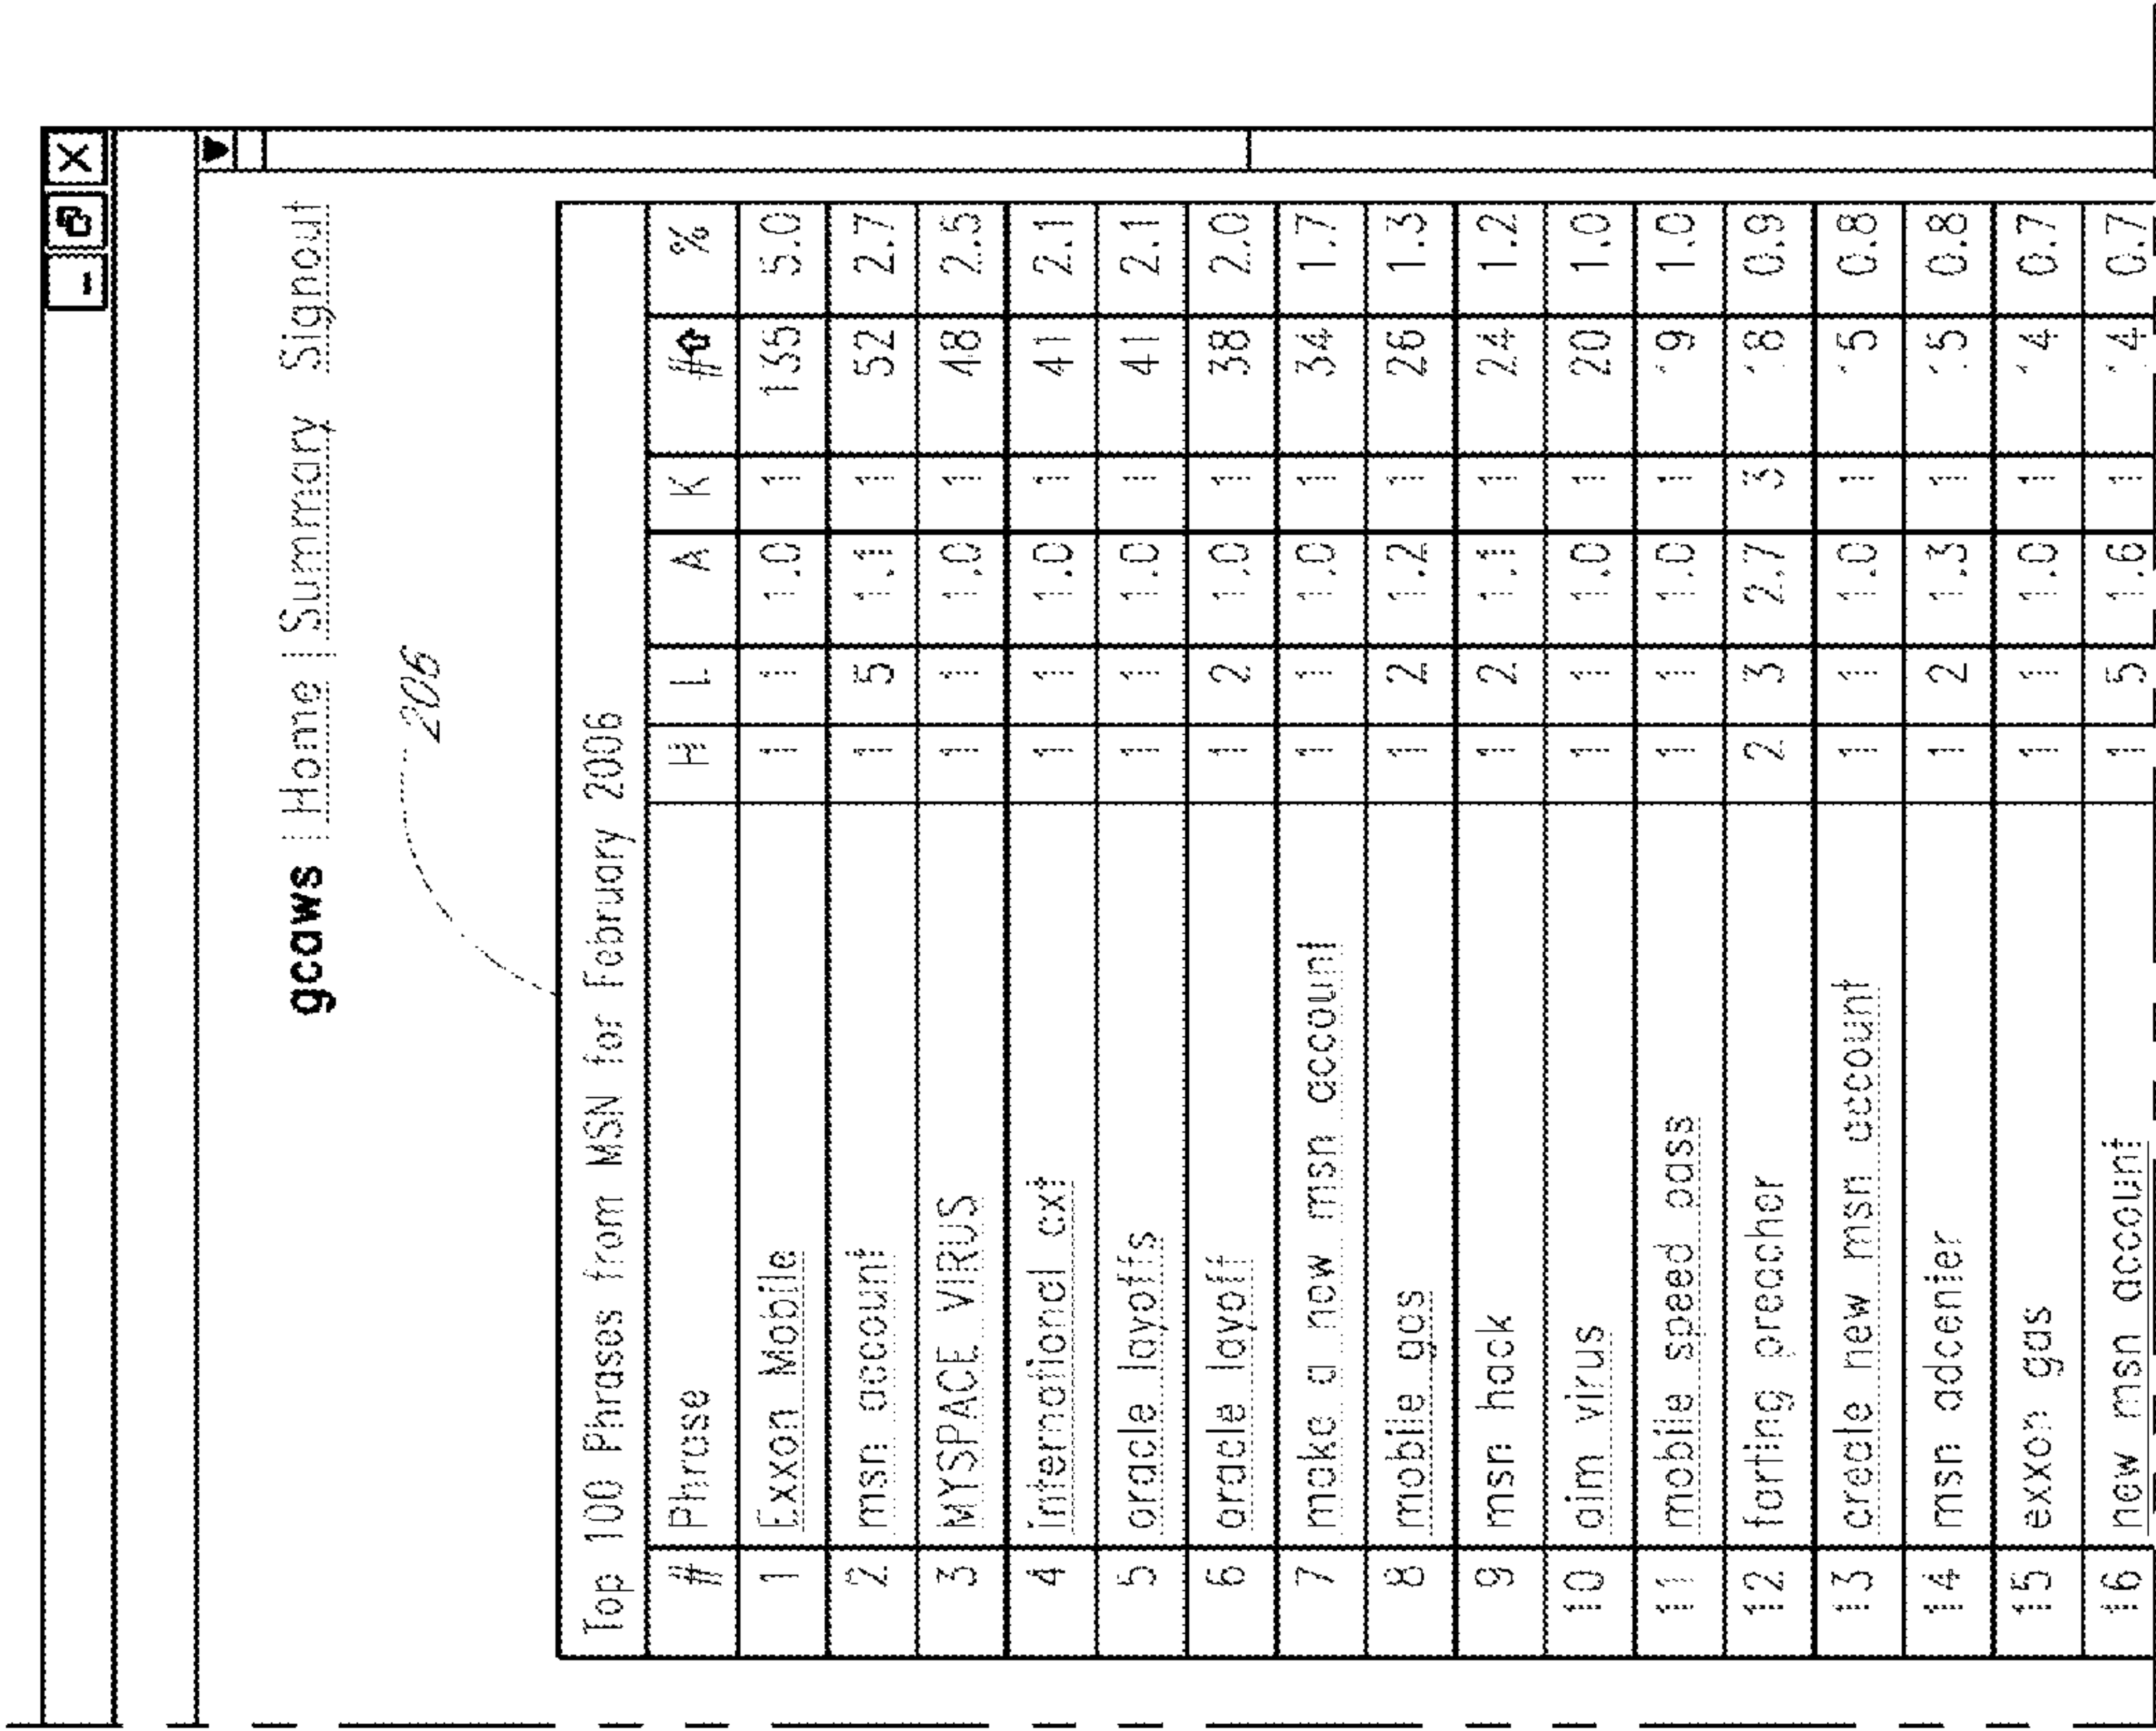 gcaws | Home | Summary Signout
206
Top 100 Phrases from MSN for February 2006
# Phrase H L A K # %
1 Exxon Mobile 1 1 1.0 1 135 5.0
2 msn account 1 5 1.1 1 52 2.7
3 MYSPACE VIRUS 1 1 1.0 1 48 2.5
4 international 1 1 1.0 1 41 2.1
5 oracle layoffs 1 1 1.0 1 41 2.1
6 oracle layoff 1 2 1.0 1 38 2.0
7 make a new msn account 1 1 1.0 1 34 1.7
8 mobile gas 1 2 1.2 1 26 1.3
9 msn hack 1 2 1.1 1 24 1.2
10 aim virus 1 1 1.0 1 20 1.0
11 mobile speed pass 1 1 1.0 1 19 1.0
12 farting preacher 2 3 2.7 3 18 0.9
13 create new msn account 1 1 1.0 1 15 0.8
14 msn adcenter 1 2 1.3 1 15 0.8
15 exxon gas 1 1 1.0 1 14 0.7
16 new msn account 1 5 1.6 1 14 0.7